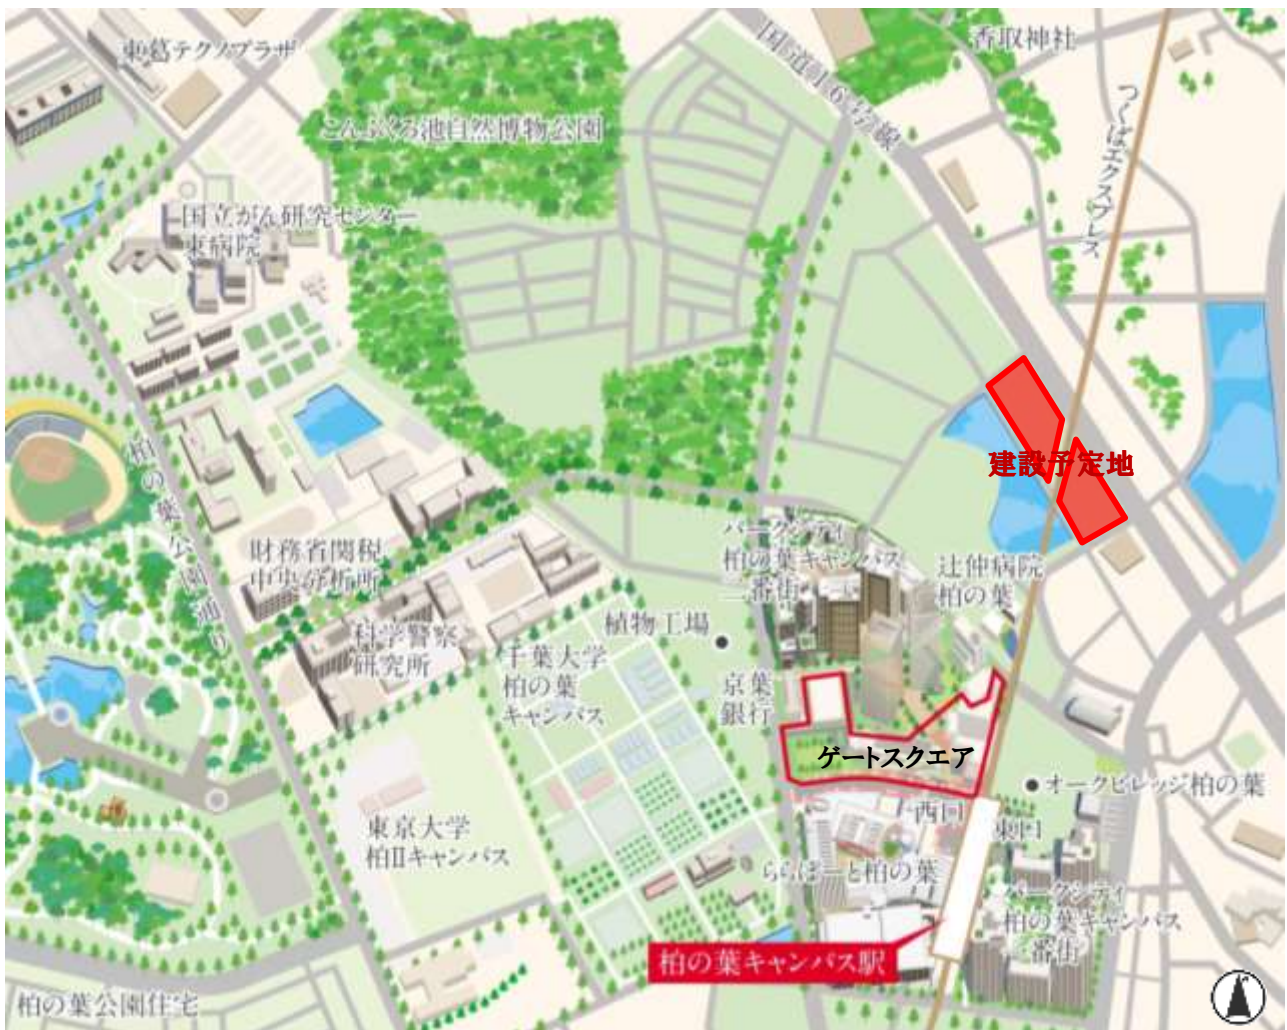 東葛テクノプラザ
国道16号線
香取神社
つくばエクスプレス
こんぶくろ池自然博物公園
国立がん研究センター
東病院
柏の葉公園通り
建設予定地
財務省関税
中央分析所
科学警察
研究所
千葉大学
柏の葉
キャンパス
植物工場
パークシティ
柏の葉キャンパス
二番街
辻仲病院
柏の葉
京葉
銀行
ゲートスクエア
オークビレッジ柏の葉
西口
東口
東京大学
柏IIキャンパス
ららぽーと柏の葉
パークシティ
柏の葉キャンパス
一番街
柏の葉キャンパス駅
柏の葉公園住宅